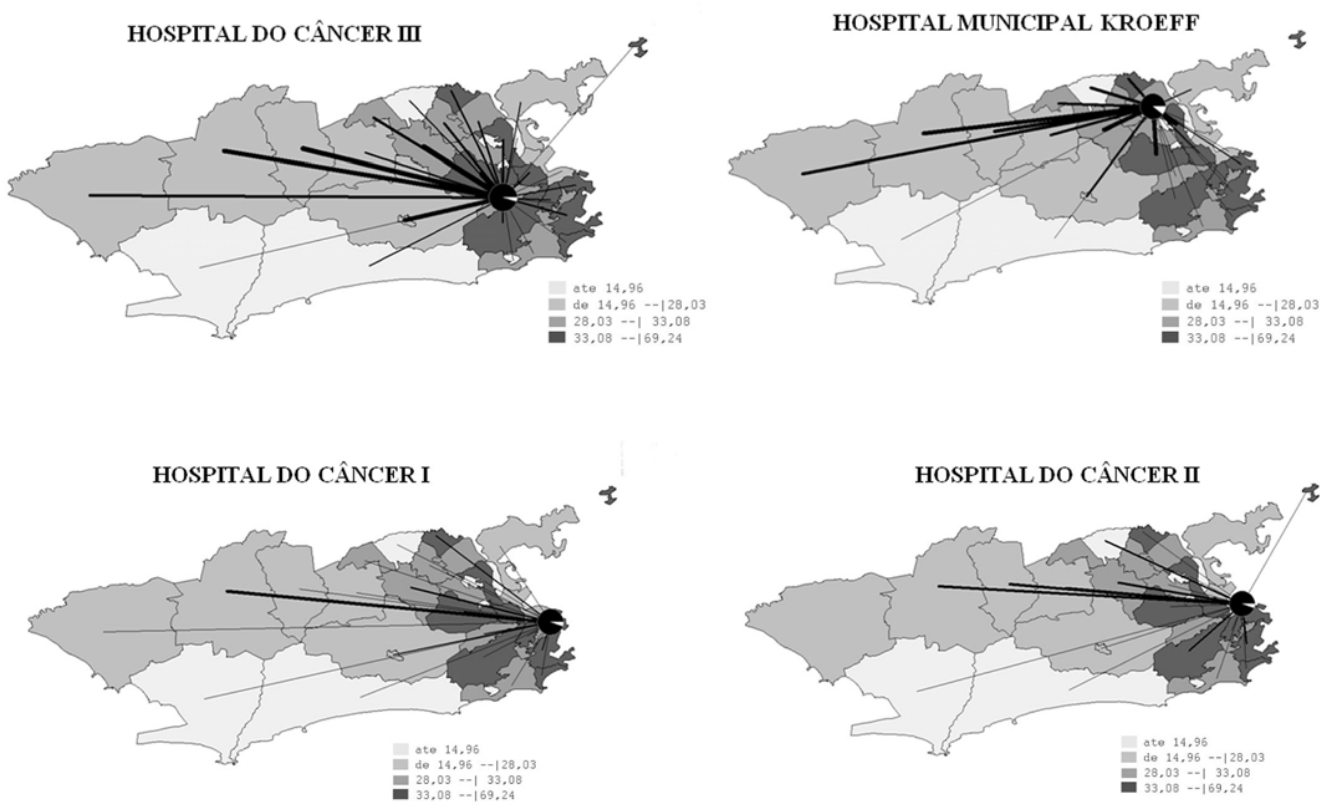 HOSPITAL DO CÂNCER III
HOSPITAL MUNICIPAL KROEFF
ate 14,96
de 14,96 --|28,03
28,03 --| 33,08
33,08 --|69,24
ate 14,96
de 14,96 --|28,03
28,03 --| 33,08
33,08 --|69,24
HOSPITAL DO CÂNCER I
HOSPITAL DO CÂNCER II
ate 14,96
de 14,96 --|28,03
28,03 --| 33,08
33,08 --|69,24
ate 14,96
de 14,96 --|28,03
28,03 --| 33,08
33,08 --|69,24